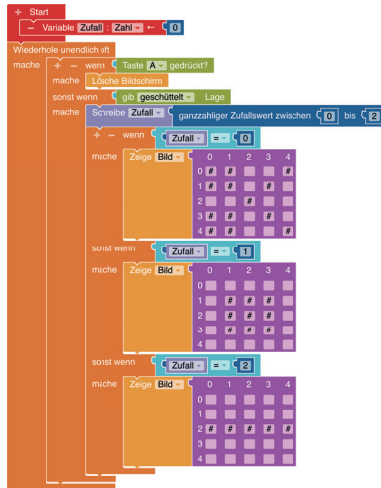 + Start
− Variable Zufall : Zahl ← 0
Wiederhole unendlich oft
mache + − wenn Taste A gedrückt?
mache Lösche Bildschirm
sonst wenn gib geschüttelt Lage
mache Schreibe Zufall ganzzahliger Zufallswert zwischen 0 bis 2
+ − wenn Zufall = 0
mache Zeige Bild 0 1 2 3 4
0 # # #
1 # # #
2 #
3 # # #
4 # # #
sonst wenn Zufall = 1
mache Zeige Bild 0 1 2 3 4
0
1 # # #
2 # # #
3 # # #
4
sonst wenn Zufall = 2
mache Zeige Bild 0 1 2 3 4
0
1
2 # # # # #
3
4